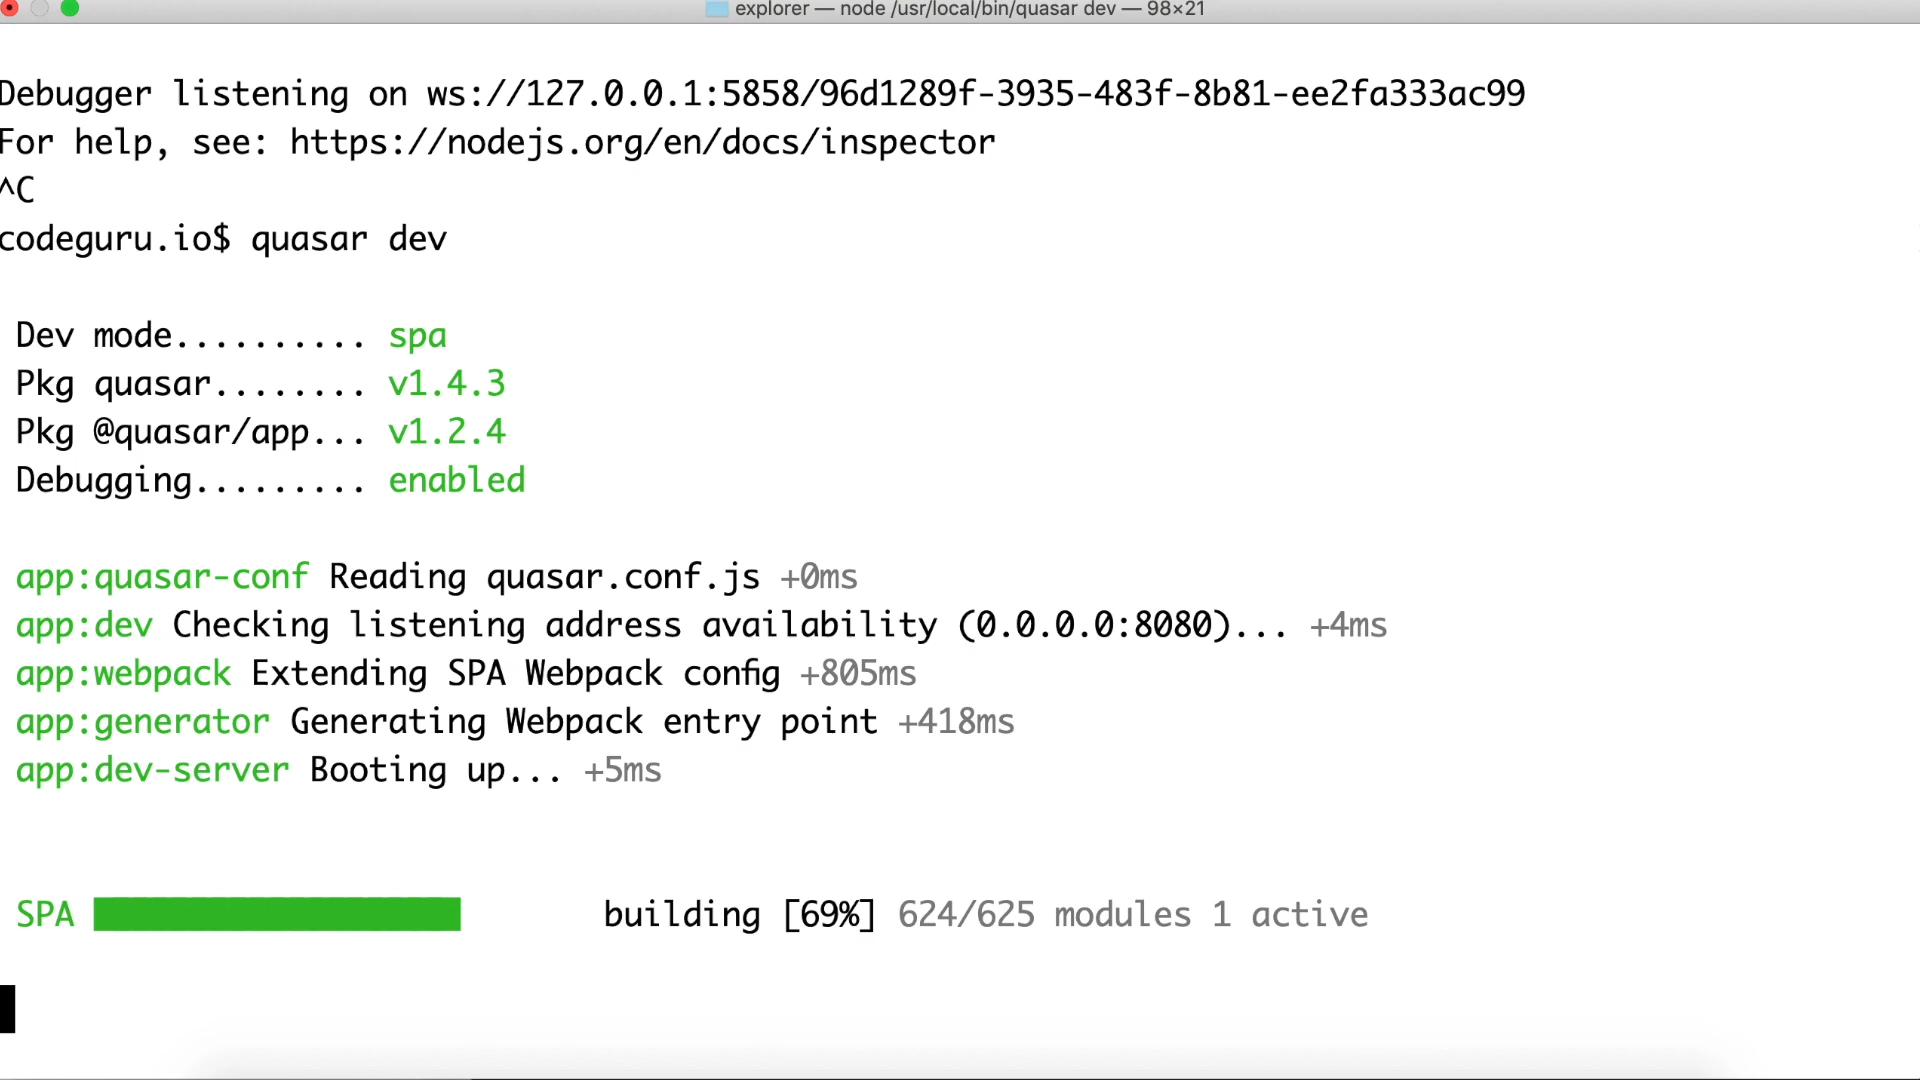 explorer — node /usr/local/bin/quasar dev — 98×21
Debugger listening on ws://127.0.0.1:5858/96d1289f-3935-483f-8b81-ee2fa333ac99
For help, see: https://nodejs.org/en/docs/inspector
^C
codeguru.io$ quasar dev
Dev mode.......... spa
Pkg quasar........ v1.4.3
Pkg @quasar/app... v1.2.4
Debugging......... enabled
app:quasar-conf Reading quasar.conf.js +0ms
app:dev Checking listening address availability (0.0.0.0:8080)... +4ms
app:webpack Extending SPA Webpack config +805ms
app:generator Generating Webpack entry point +418ms
app:dev-server Booting up... +5ms
SPA building [69%] 624/625 modules 1 active